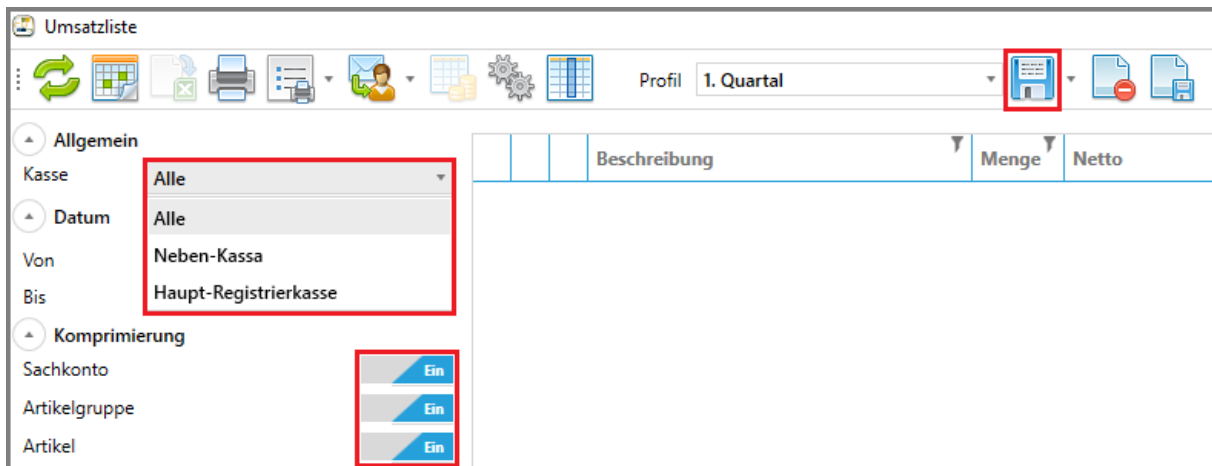 Umsatzliste
Profil 1. Quartal
Allgemein
Kasse Alle
Beschreibung Menge Netto
Datum Alle
Von Neben-Kassa
Bis Haupt-Registrierkasse
Komprimierung
Sachkonto Ein
Artikelgruppe Ein
Artikel Ein